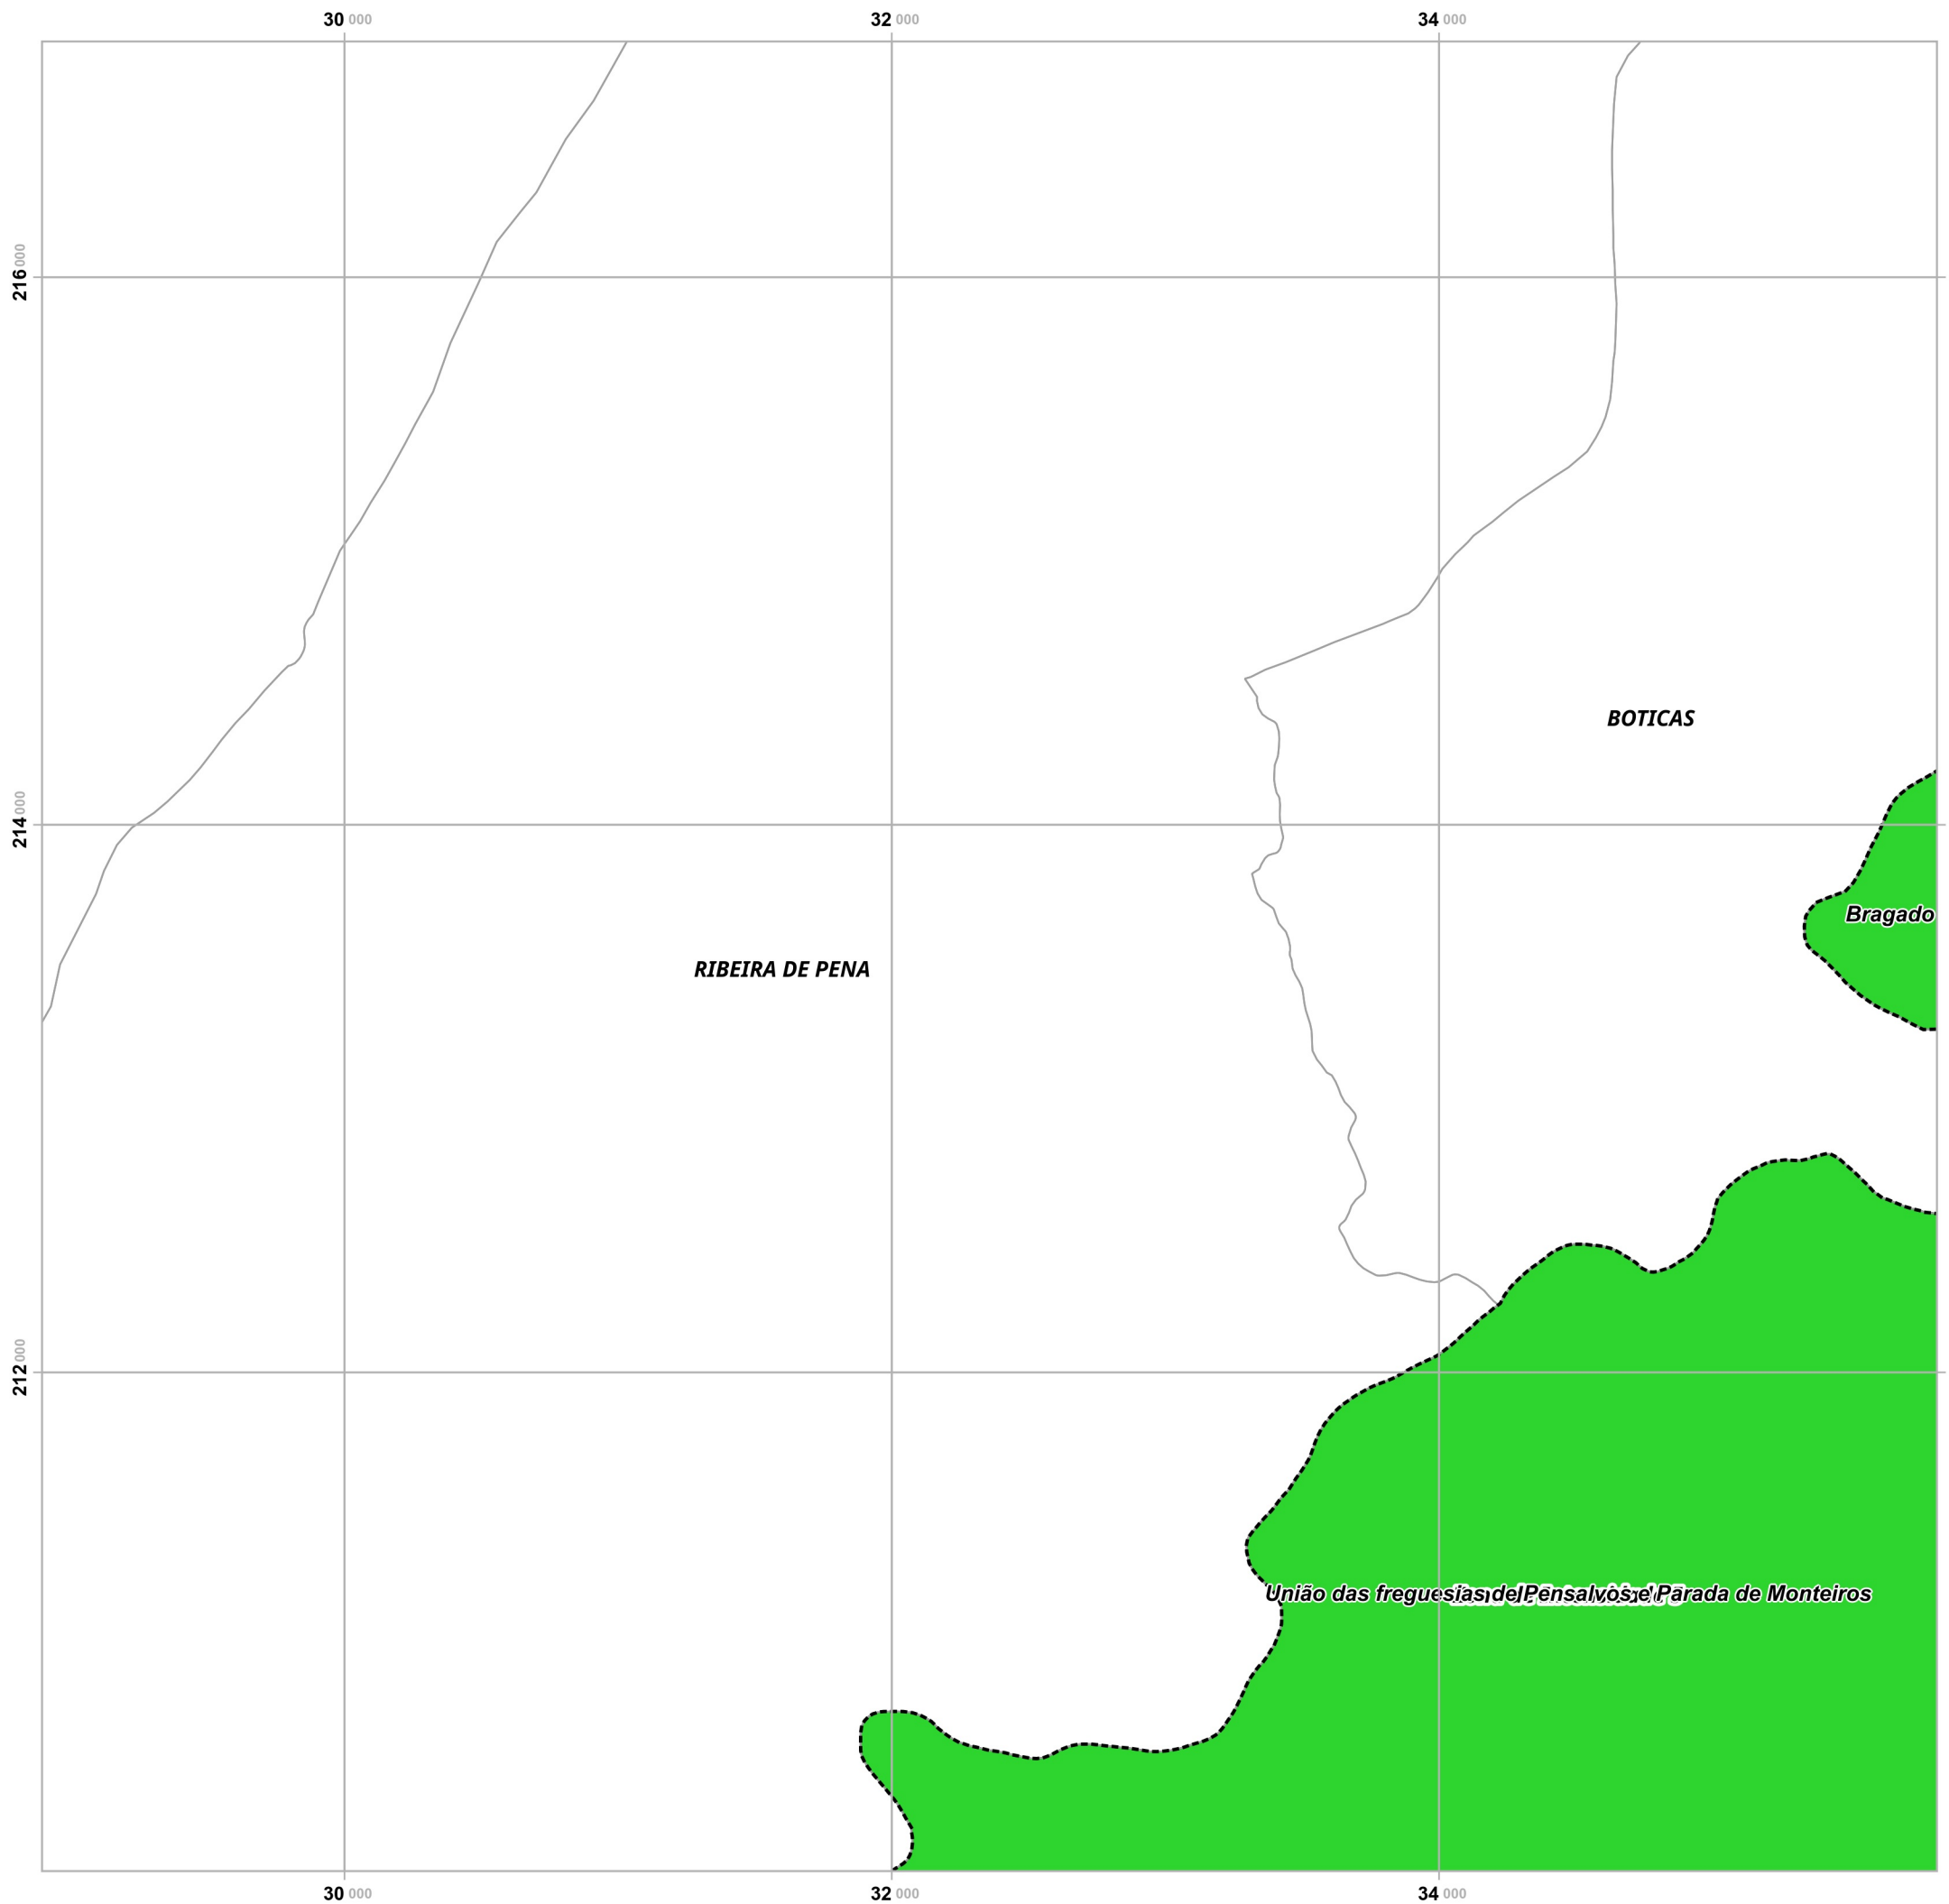 30 000
32 000
34 000
216 000
BOTICAS
214 000
Bragado
RIBEIRA DE PENA
212 000
União das freguesias de Pensalvos e Parada de Monteiros
30 000
32 000
34 000